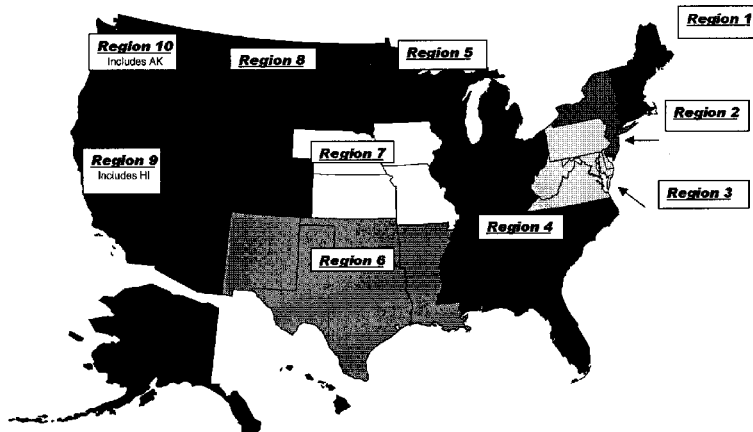 Region 1
Region 10
Includes AK
Region 8
Region 5
Region 2
Region 7
Region 9
Includes HI
Region 3
Region 4
Region 6